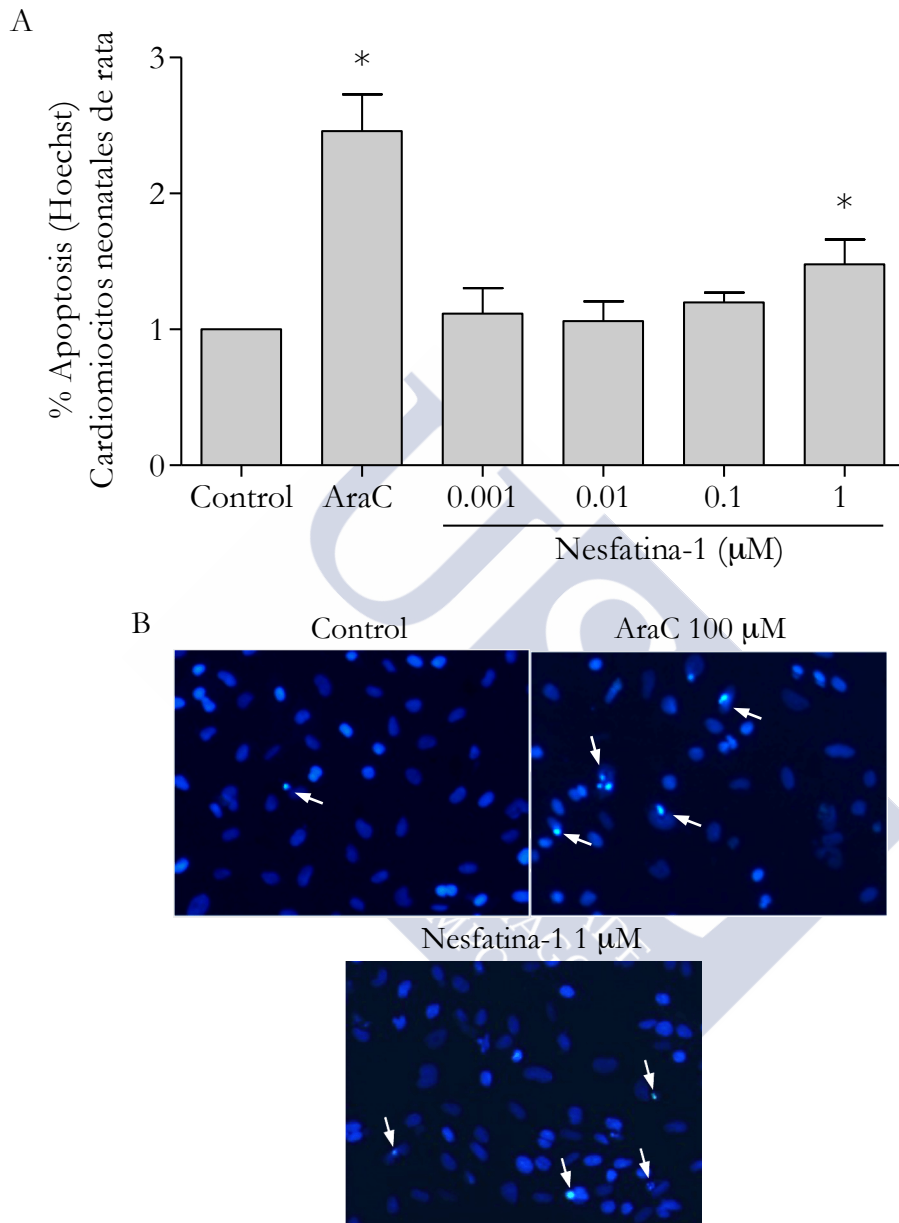 A
% Apoptosis (Hoechst)
Cardiomiocitos neonatales de rata
3
2
1
0
*
*
Control
AraC
0.001
0.01
0.1
1
Nesfatina-1 (μM)
B
Control
AraC 100 μM
Nesfatina-1 1 μM